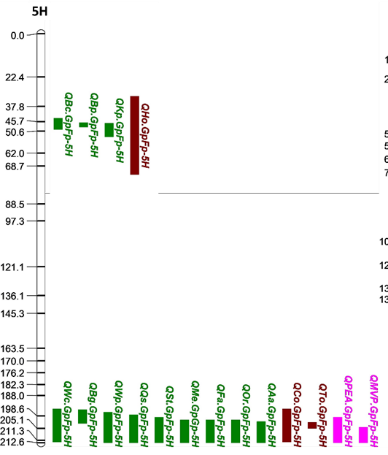 5H
0.0
22.4
37.8
45.7
50.6
62.0
68.7
88.5
97.3
121.1
136.1
145.3
163.5
170.0
176.2
182.3
188.0
198.6
205.1
211.3
212.6
QBc.GpFp-5H
QBp.GpFp-5H
QKp.GpFp-5H
QHo.GpFp-5H
QWc.GpFp-5H
QBg.GpFp-5H
QWp.GpFp-5H
QQs.GpFp-5H
QSt.GpFp-5H
QMe.GpFp-5H
QFa.GpFp-5H
QOr.GpFp-5H
QAa.GpFp-5H
QCo.GpFp-5H
QTo.GpFp-5H
QPEA.GpFp-5H
QMVP.GpFp-5H